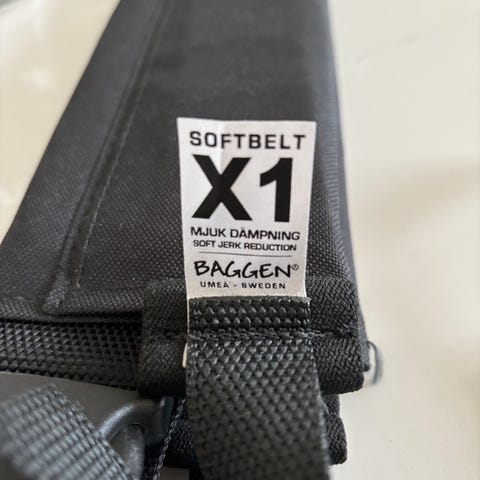 SOFTBELT
X1
MJUK DÄMPNING
SOFT JERK REDUCTION
BAGGEN®
UMEÅ - SWEDEN